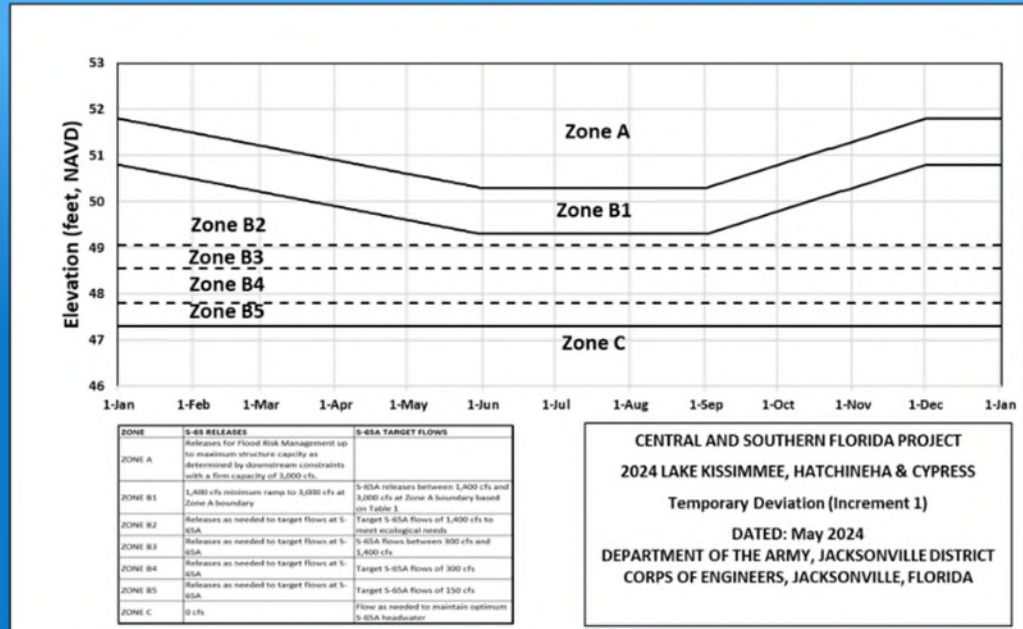 53
52
51
50
49
48
47
46
Elevation (feet, NAVD)
Zone A
Zone B1
Zone B2
Zone B3
Zone B4
Zone B5
Zone C
1-Jan 1-Feb 1-Mar 1-Apr 1-May 1-Jun 1-Jul 1-Aug 1-Sep 1-Oct 1-Nov 1-Dec 1-Jan
ZONE S-65 RELEASES S-65A TARGET FLOWS
Releases for Flood Risk Management up
to maximum structure capcity as
ZONE A determined by downstream constraints
with a firm capacity of 3,000 cfs.
ZONE B1 1,400 cfs minimum ramp to 3,000 cfs at
Zone A boundary
S-65A releases between 1,400 cfs and
3,000 cfs at Zone A boundary based
on Table 1
ZONE B2 Releases as needed to target flows at S-
65A
Target S-65A flows of 1,400 cfs to
meet ecological needs
ZONE B3 Releases as needed to target flows at S-
65A
S-65A flows between 300 cfs and
1,400 cfs
ZONE B4 Releases as needed to target flows at S-
65A
Target S-65A flows of 300 cfs
ZONE B5 Releases as needed to target flows at S-
65A
Target S-65A flows of 150 cfs
ZONE C 0 cfs
Flow as needed to maintain optimum
S-65A headwater
CENTRAL AND SOUTHERN FLORIDA PROJECT
2024 LAKE KISSIMMEE, HATCHINEHA & CYPRESS
Temporary Deviation (Increment 1)
DATED: May 2024
DEPARTMENT OF THE ARMY, JACKSONVILLE DISTRICT
CORPS OF ENGINEERS, JACKSONVILLE, FLORIDA